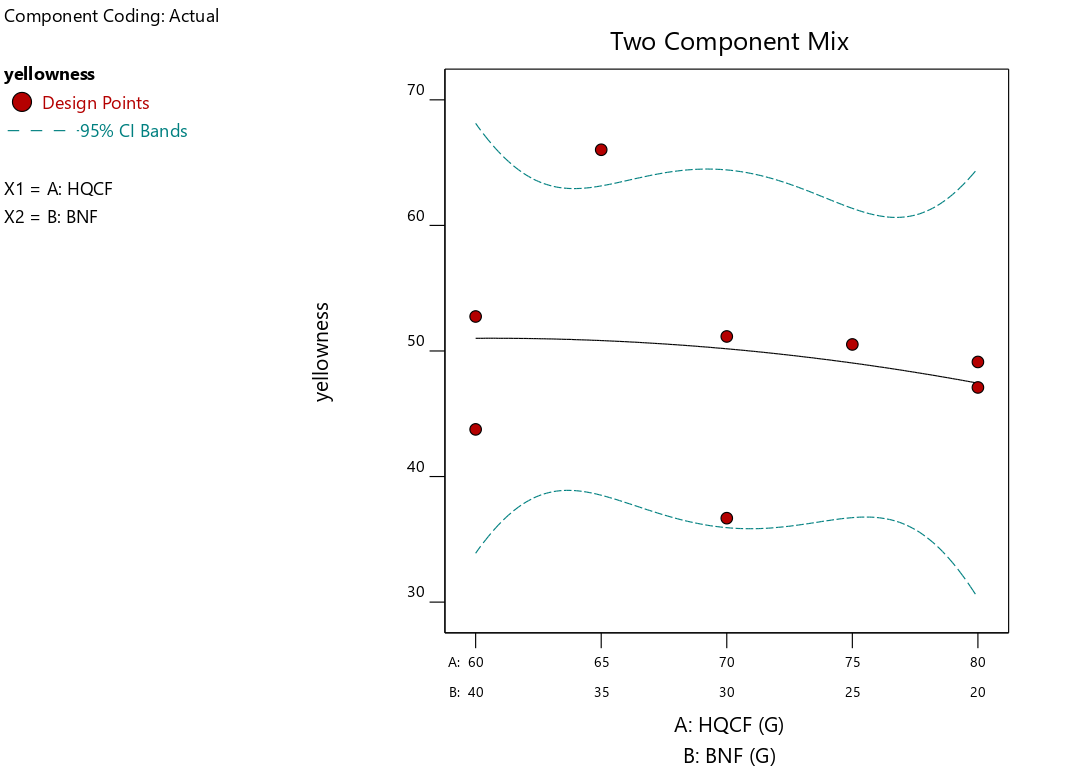 Component Coding: Actual
Two Component Mix
yellowness
Design Points
95% CI Bands
X1 = A: HQCF
X2 = B: BNF
yellowness
70
60
50
40
30
A: 60 65 70 75 80
B: 40 35 30 25 20
A: HQCF (G)
B: BNF (G)